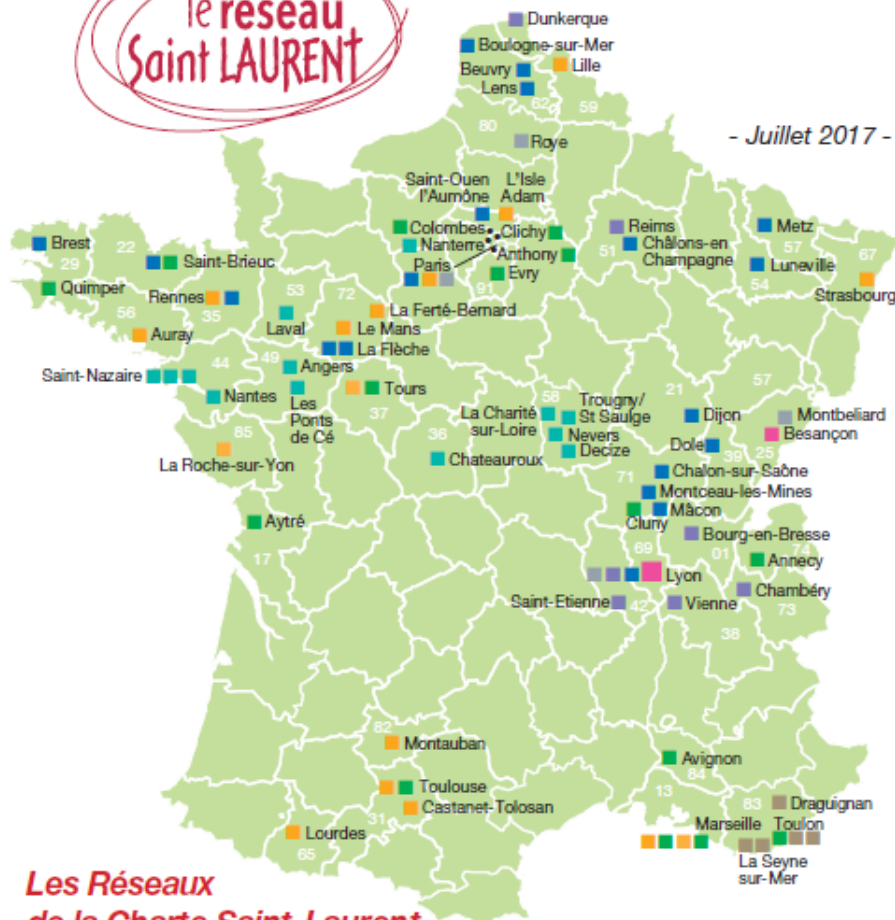 le réseau
Saint LAURENT
- Juillet 2017 -
Dunkerque
Boulogne-sur-Mer
Beuvry
Lille
Lens
62
59
80
Roye
Saint-Ouen
l'Aumône
L'Isle
Adam
Colombes
Clichy
Nanterre
Anthony
Paris
Evry
91
Reims
51
Châlons-en
Champagne
Metz
57
Luneville
54
67
Strasbourg
Brest
22
29
Saint-Brieuc
Quimper
Rennes
35
56
Auray
53
Laval
72
La Ferté-Bernard
Le Mans
La Flèche
44
49
Angers
Saint-Nazaire
Nantes
Les
Ponts
de Cé
Tours
37
85
La Roche-sur-Yon
36
Chateauroux
58
La Charité
sur-Loire
Trougny/
St Saulge
Nevers
Decize
21
57
Dijon
Montbeliard
Besançon
Dole
39
25
71
Chalon-sur-Saône
Montceau-les-Mines
Mâcon
Cluny
Bourg-en-Bresse
Aytré
17
69
01
74
Annecy
Lyon
Chambéry
Saint-Etienne
42
Vienne
73
38
82
Montauban
Toulouse
Castanet-Tolosan
31
Lourdes
65
Avignon
84
13
83
Draguignan
Marseille
Toulon
La Seyne
sur-Mer
Les Réseaux
de la Charte Saint-Laurent